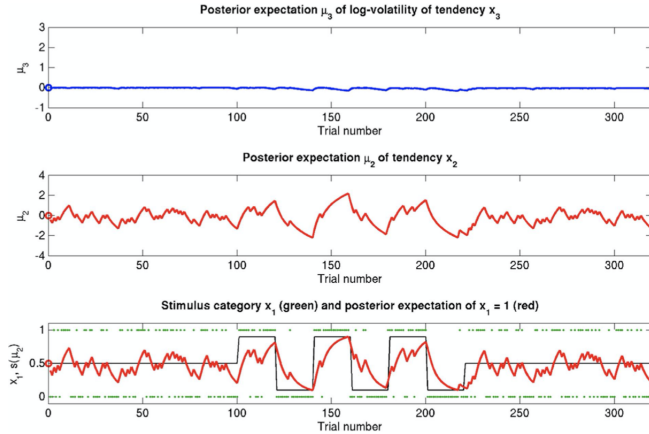 Posterior expectation μ3 of log-volatility of tendency x3
3
2
1
0
-1
μ3
0 50 100 150 200 250 300
Trial number
Posterior expectation μ2 of tendency x2
4
2
0
-2
-4
μ2
0 50 100 150 200 250 300
Trial number
Stimulus category x1 (green) and posterior expectation of x1 = 1 (red)
1
0.5
0
x1, s(μ2)
0 50 100 150 200 250 300
Trial number